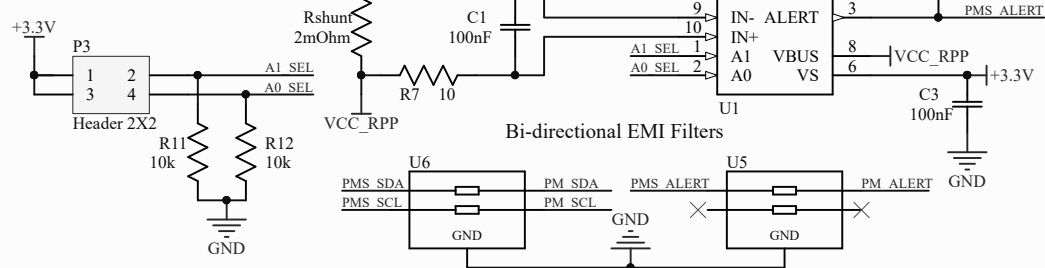 Rshunt
2mOhm
C1
100nF
9 IN- ALERT 3 PMS_ALERT
10 IN+
A1_SEL 1 A1 VBUS 8 VCC_RPP
A0_SEL 2 A0 VS 6 +3.3V
U1
+3.3V
P3
1 2 A1_SEL
3 4 A0_SEL
Header 2X2
R7 10
VCC_RPP
C3
100nF
GND
R11
10k
R12
10k
GND
Bi-directional EMI Filters
U6
PMS_SDA PM_SDA
PMS_SCL PM_SCL
GND
GND
U5
PMS_ALERT PM_ALERT
GND